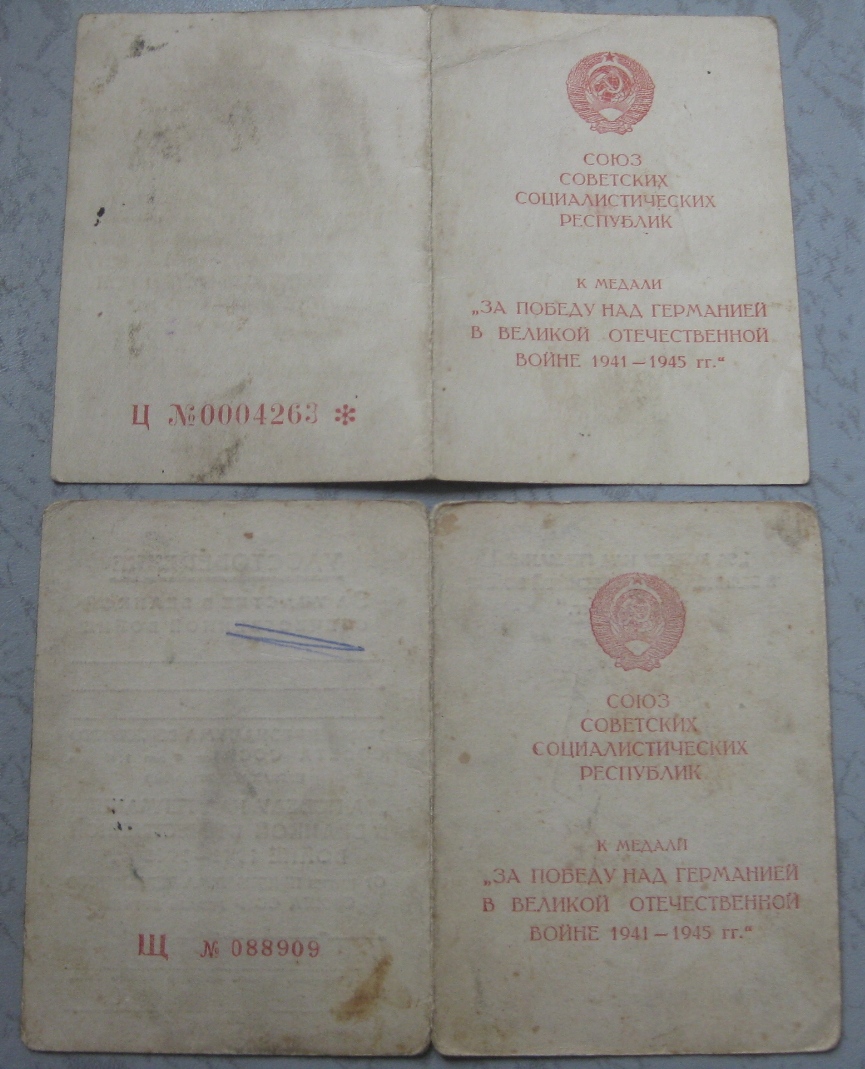 СОЮЗ
СОВЕТСКИХ
СОЦИАЛИСТИЧЕСКИХ
РЕСПУБЛИК
К МЕДАЛИ
„ЗА ПОБЕДУ НАД ГЕРМАНИЕЙ
В ВЕЛИКОЙ ОТЕЧЕСТВЕННОЙ
ВОЙНЕ 1941—1945 гг.“
Ц №0004263 *
СОЮЗ
СОВЕТСКИХ
СОЦИАЛИСТИЧЕСКИХ
РЕСПУБЛИК
К МЕДАЛИ
„ЗА ПОБЕДУ НАД ГЕРМАНИЕЙ
В ВЕЛИКОЙ ОТЕЧЕСТВЕННОЙ
ВОЙНЕ 1941—1945 гг.“
Щ № 088909